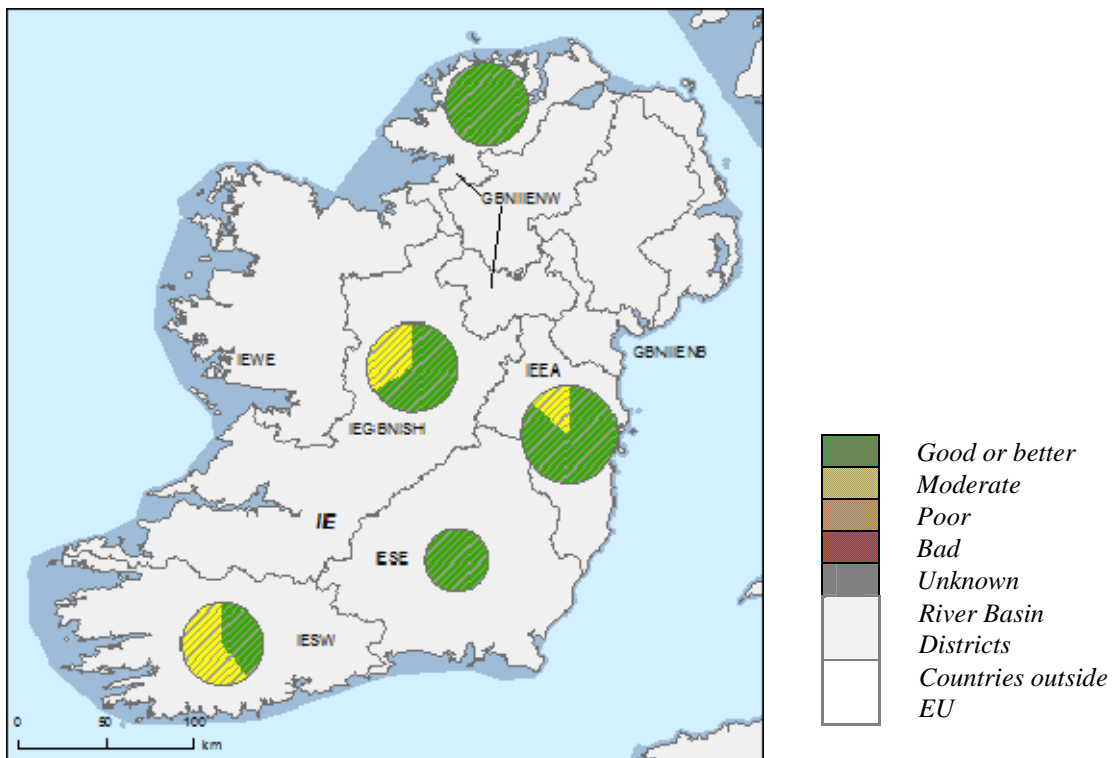 GBNIIENW
GBNIIENB
IEWE
IEEA
IEGBNISH
IE
IESE
IESW
0 50 100
km
Good or better
Moderate
Poor
Bad
Unknown
River Basin
Districts
Countries outside
EU